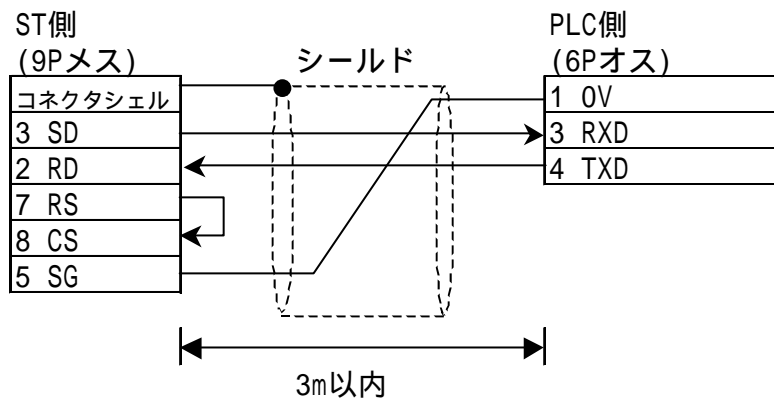 ST側
(9Pメス)
コネクタシェル
3 SD
2 RD
7 RS
8 CS
5 SG
シールド
PLC側
(6Pオス)
1 0V
3 RXD
4 TXD
3m以内